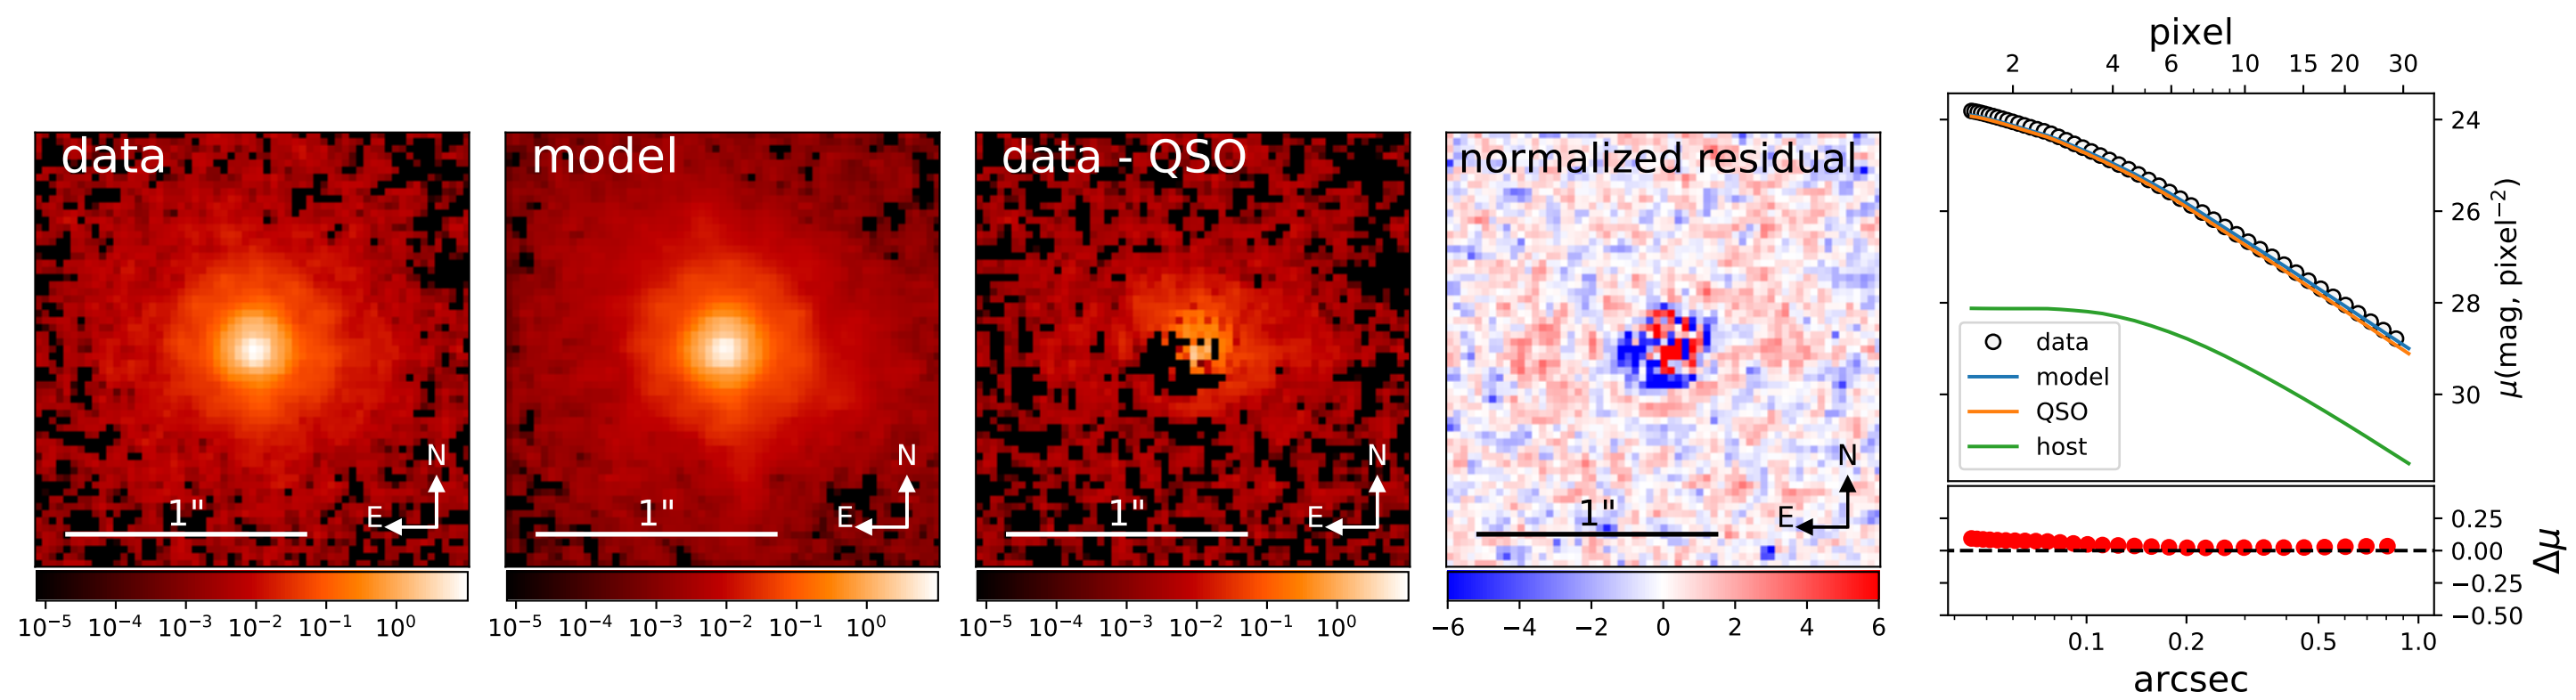 data
1"
N
E
10⁻⁵ 10⁻⁴ 10⁻³ 10⁻² 10⁻¹ 10⁰
model
1"
N
E
10⁻⁵ 10⁻⁴ 10⁻³ 10⁻² 10⁻¹ 10⁰
data - QSO
1"
N
E
10⁻⁵ 10⁻⁴ 10⁻³ 10⁻² 10⁻¹ 10⁰
normalized residual
1"
N
E
−6 −4 −2 0 2 4 6
pixel
2 4 6 10 15 20 30
24
26
28
30
μ(mag, pixel⁻²)
data
model
QSO
host
0.25
0.00
−0.25
−0.50
Δμ
0.1 0.2 0.5 1.0
arcsec